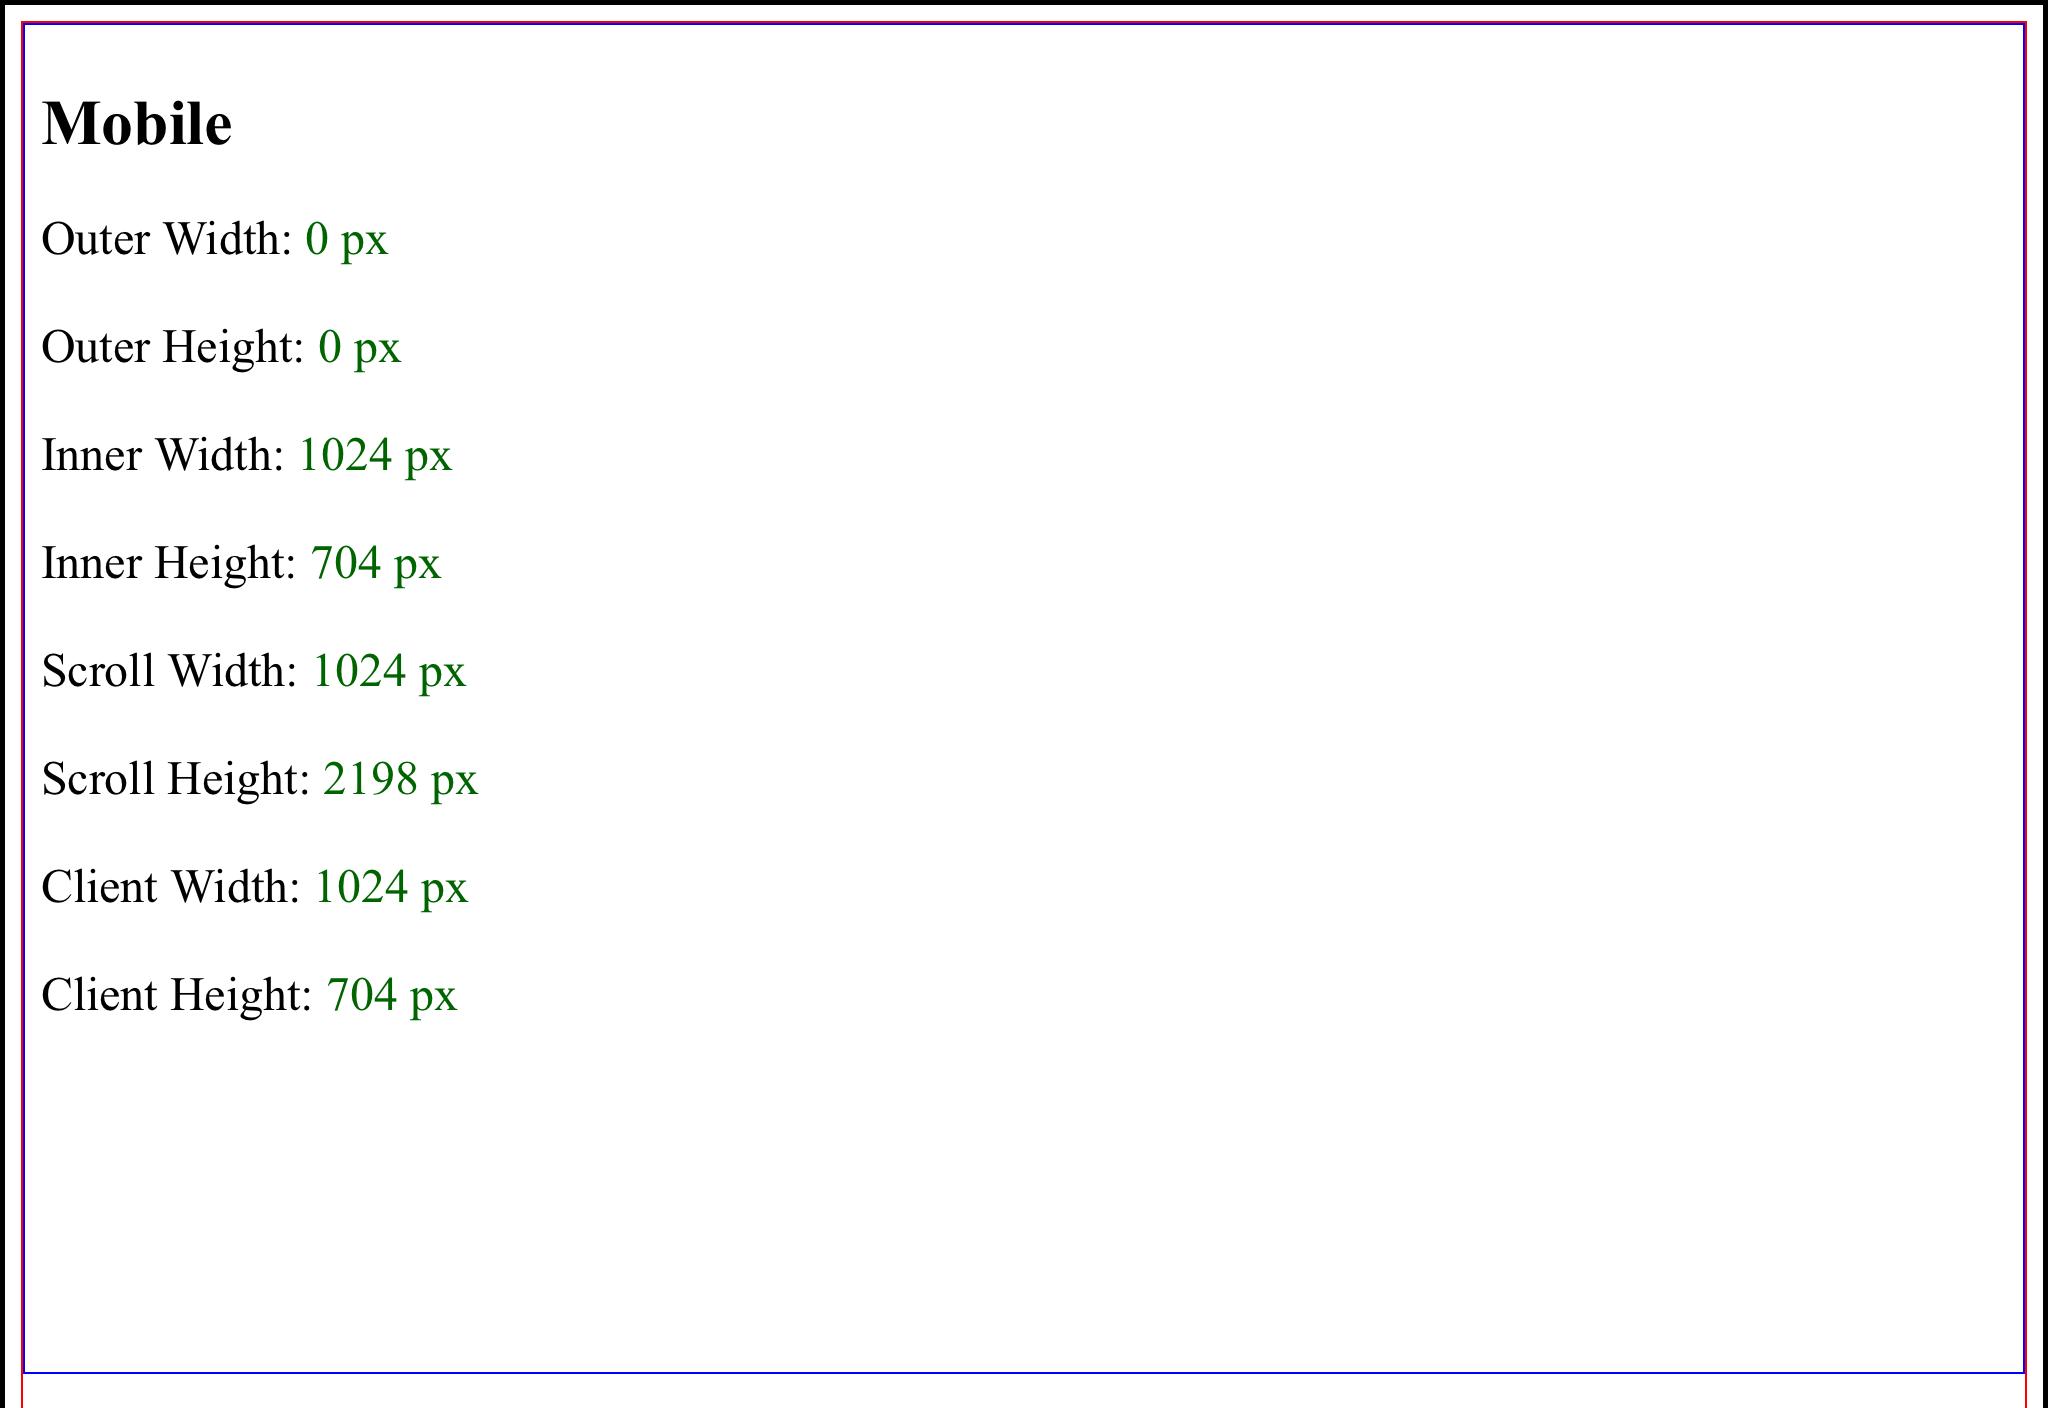 Mobile
Outer Width: 0 px
Outer Height: 0 px
Inner Width: 1024 px
Inner Height: 704 px
Scroll Width: 1024 px
Scroll Height: 2198 px
Client Width: 1024 px
Client Height: 704 px